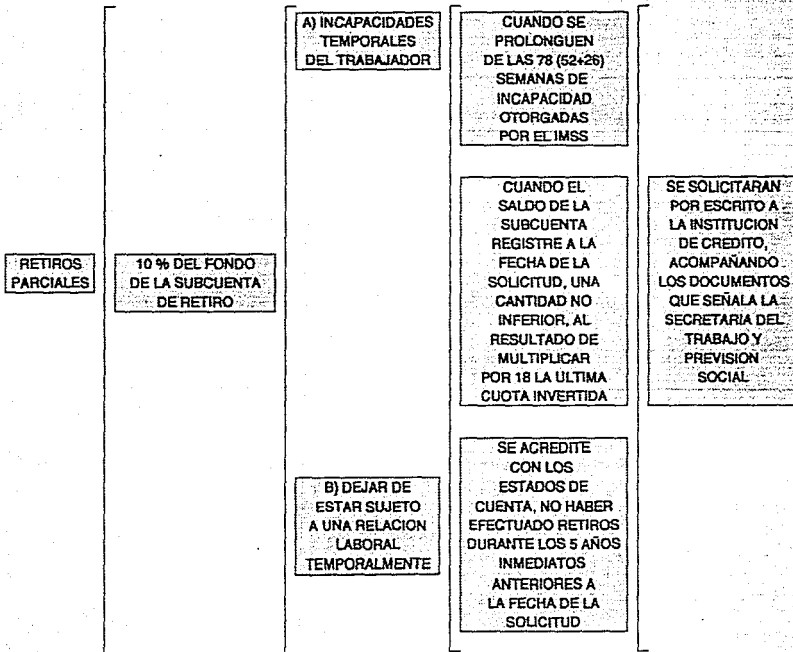 RETIROS
PARCIALES
10 % DEL FONDO
DE LA SUBCUENTA
DE RETIRO
A) INCAPACIDADES
TEMPORALES
DEL TRABAJADOR
B) DEJAR DE
ESTAR SUJETO
A UNA RELACION
LABORAL
TEMPORALMENTE
CUANDO SE
PROLONGUEN
DE LAS 78 (52+26)
SEMANAS DE
INCAPACIDAD
OTORGADAS
POR EL IMSS
CUANDO EL
SALDO DE LA
SUBCUENTA
REGISTRE A LA
FECHA DE LA
SOLICITUD, UNA
CANTIDAD NO
INFERIOR, AL
RESULTADO DE
MULTIPLICAR
POR 18 LA ULTIMA
CUOTA INVERTIDA
SE ACREDITE
CON LOS
ESTADOS DE
CUENTA, NO HABER
EFECTUADO RETIROS
DURANTE LOS 5 AÑOS
INMEDIATOS
ANTERIORES A
LA FECHA DE LA
SOLICITUD
SE SOLICITARAN
POR ESCRITO A
LA INSTITUCION
DE CREDITO,
ACOMPAÑANDO
LOS DOCUMENTOS
QUE SEÑALA LA
SECRETARIA DEL
TRABAJO Y
PREVISION
SOCIAL